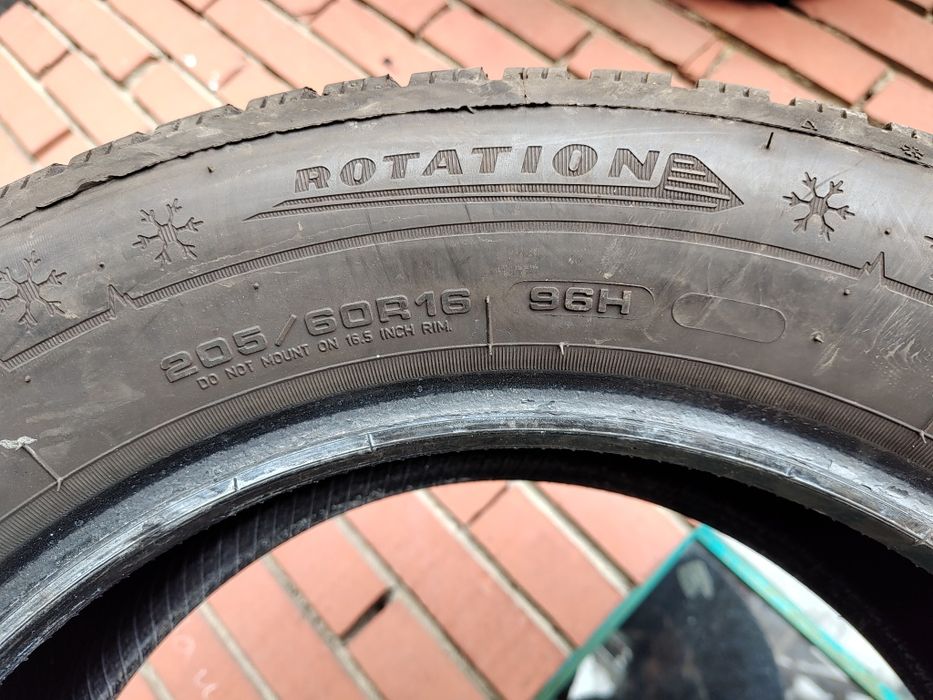 ROTATION
205/60R16 96H
DO NOT MOUNT ON 16.5 INCH RIM.